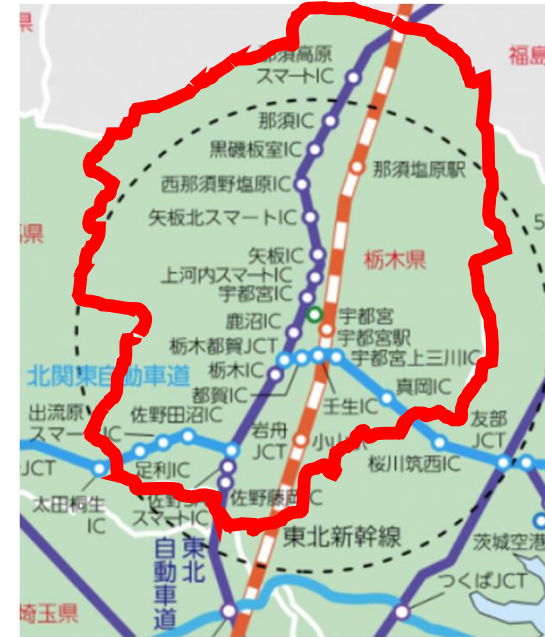 県
福島
那須高原
スマートIC
那須IC
黒磯板室IC
那須塩原駅
西那須野塩原IC
矢板北スマートIC
5
県
矢板IC
栃木県
上河内スマートIC
宇都宮IC
鹿沼IC
宇都宮
宇都宮駅
栃木都賀JCT
宇都宮上三川IC
栃木IC
北関東自動車道
都賀IC
真岡IC
壬生IC
出流原
スマートIC
佐野田沼IC
岩舟
JCT
小山駅
友部
JCT
桜川筑西IC
JCT
足利IC
太田桐生
IC
佐野
スマートIC
佐野藤岡IC
東北新幹線
東北
自動車道
茨城空港
つくばJCT
埼玉県